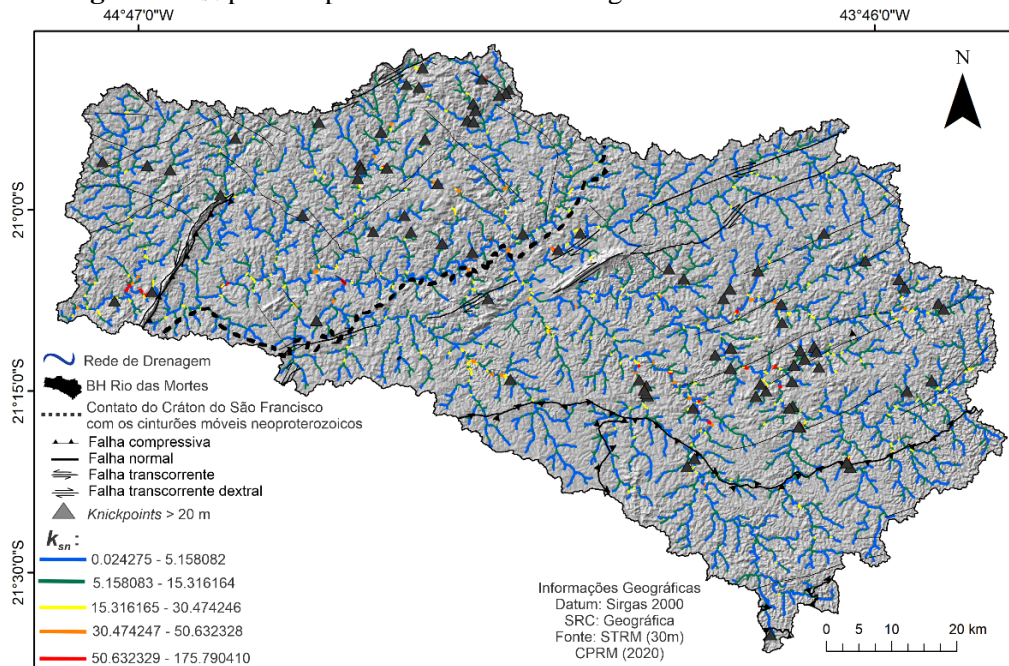 44°47'0"W
43°46'0"W
N
21°0'0"S
21°15'0"S
21°30'0"S
Rede de Drenagem
BH Rio das Mortes
Contato do Cráton do São Francisco
com os cinturões móveis neoproterozoicos
Falha compressiva
Falha normal
Falha transcorrente
Falha transcorrente dextral
Knickpoints > 20 m
ksn :
0.024275 - 5.158082
5.158083 - 15.316164
15.316165 - 30.474246
30.474247 - 50.632328
50.632329 - 175.790410
Informações Geográficas
Datum: Sirgas 2000
SRC: Geográfica
Fonte: STRM (30m)
CPRM (2020)
0 5 10 20 km